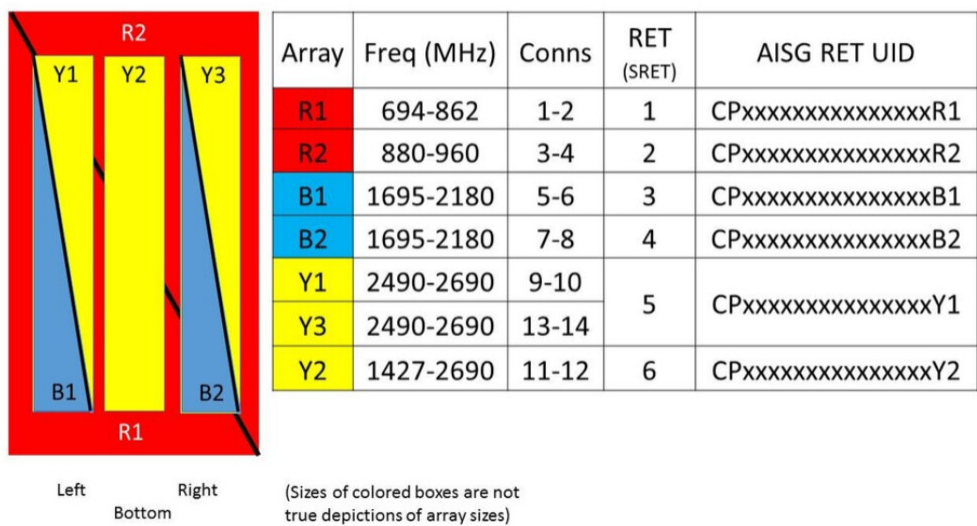 R2
Y1 Y2 Y3
B1 B2
R1
Left Right
Bottom
Array Freq (MHz) Conns RET (SRET) AISG RET UID
R1 694-862 1-2 1 CPxxxxxxxxxxxxxxxR1
R2 880-960 3-4 2 CPxxxxxxxxxxxxxxxR2
B1 1695-2180 5-6 3 CPxxxxxxxxxxxxxxxB1
B2 1695-2180 7-8 4 CPxxxxxxxxxxxxxxxB2
Y1 2490-2690 9-10 5 CPxxxxxxxxxxxxxxxY1
Y3 2490-2690 13-14
Y2 1427-2690 11-12 6 CPxxxxxxxxxxxxxxxY2
(Sizes of colored boxes are not
true depictions of array sizes)